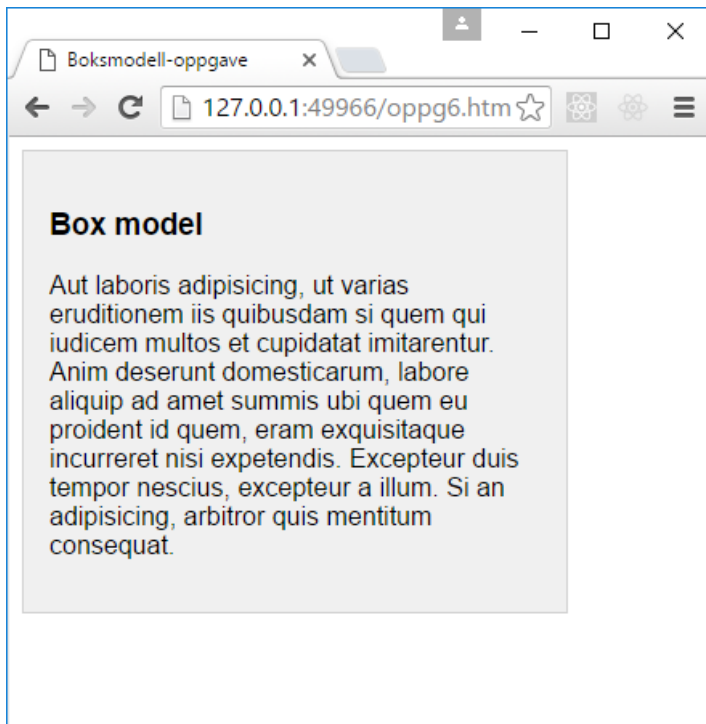 Boksmodell-oppgave
127.0.0.1:49966/oppg6.htm
Box model
Aut laboris adipisicing, ut varias
eruditionem iis quibusdam si quem qui
iudicem multos et cupidatat imitarentur.
Anim deserunt domesticarum, labore
aliquip ad amet summis ubi quem eu
proident id quem, eram exquisitaque
incurreret nisi expetendis. Excepteur duis
tempor nescius, excepteur a illum. Si an
adipisicing, arbitror quis mentitum
consequat.